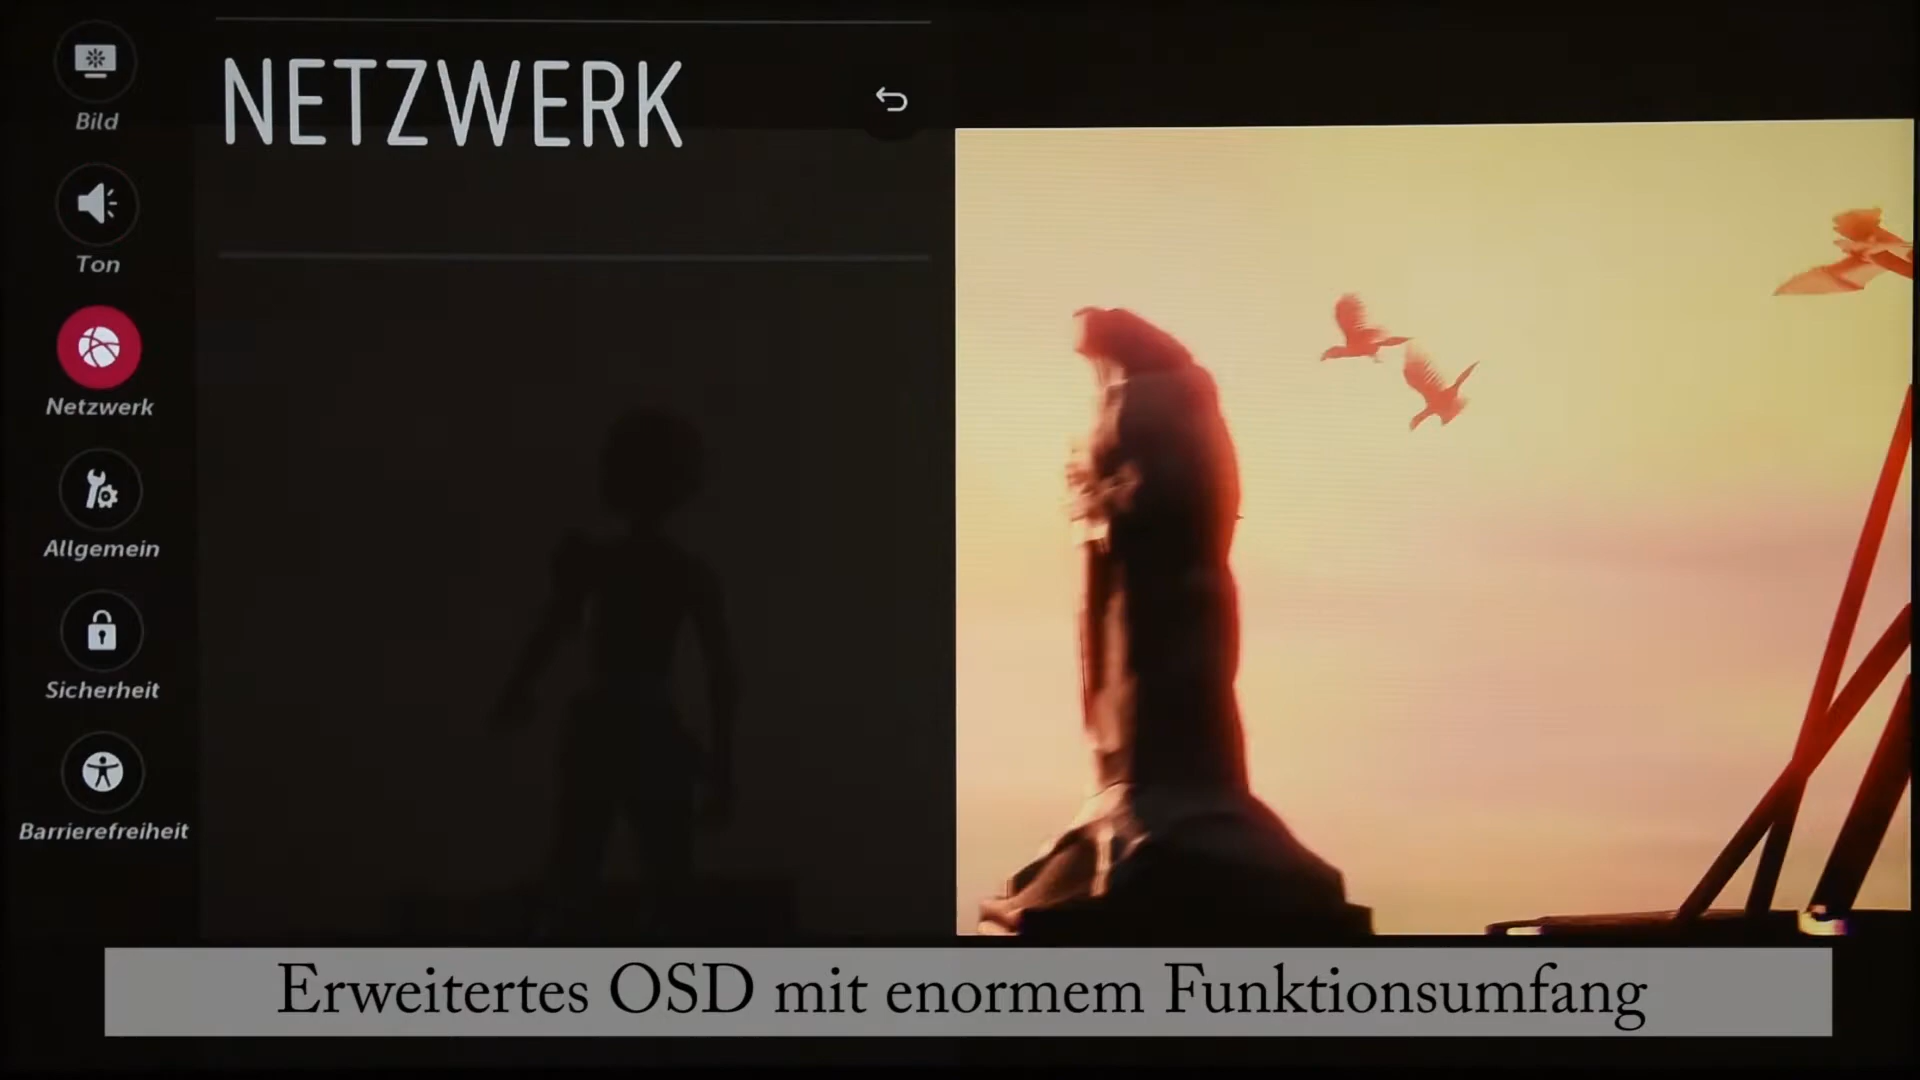 NETZWERK
Bild
Ton
Netzwerk
Allgemein
Sicherheit
Barrierefreiheit
Erweitertes OSD mit enormem Funktionsumfang